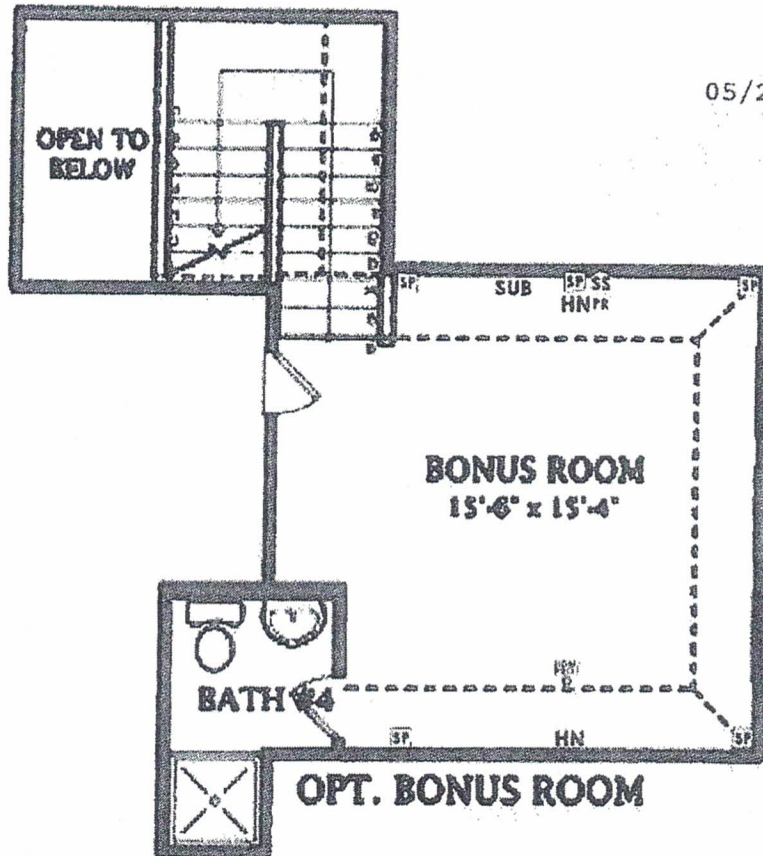 05/2
OPEN TO
BELOW
SP
SUB
SP SS
HN PR
SP
BONUS ROOM
15'-6" x 15'-4"
BATH #4
SP
HN
SP
OPT. BONUS ROOM